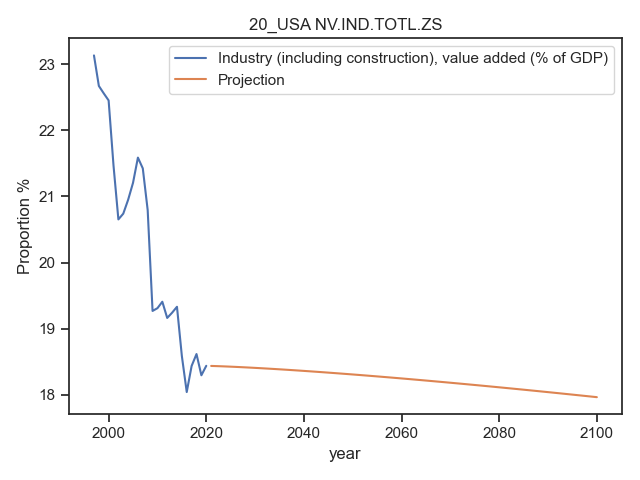 20_USA NV.IND.TOTL.ZS
Industry (including construction), value added (% of GDP)
Projection
Proportion %
23
22
21
20
19
18
2000
2020
2040
2060
2080
2100
year